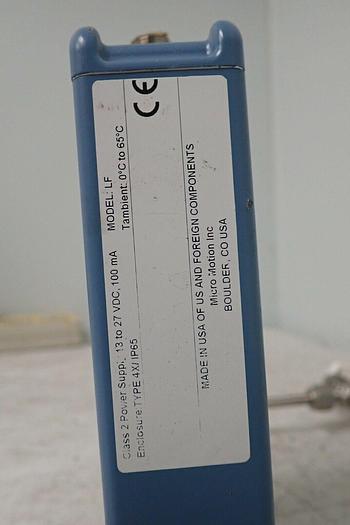 Class 2 Power Supp. 13 to 27 VDC, 100 mA MODEL: LF
Enclosure TYPE 4X/ IP65 Tambient: 0°C to 65°C
CE
MADE IN USA OF US AND FOREIGN COMPONENTS
Micro Motion Inc
BOULDER, CO USA